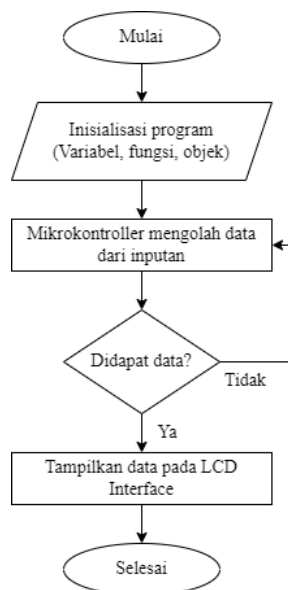 Mulai
Inisialisasi program
(Variabel, fungsi, objek)
Mikrokontroller mengolah data
dari inputan
Didapat data?
Tidak
Ya
Tampilkan data pada LCD
Interface
Selesai